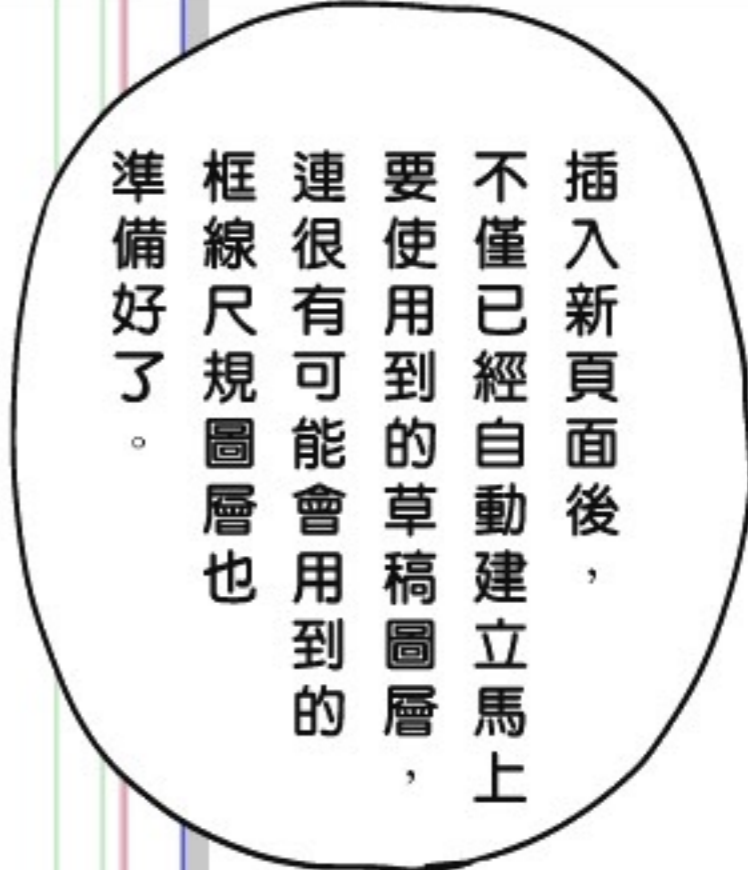 插入新頁面後，
不僅已經自動建立馬上
要使用到的草稿圖層，
連很有可能會用到的
框線尺規圖層也
準備好了。